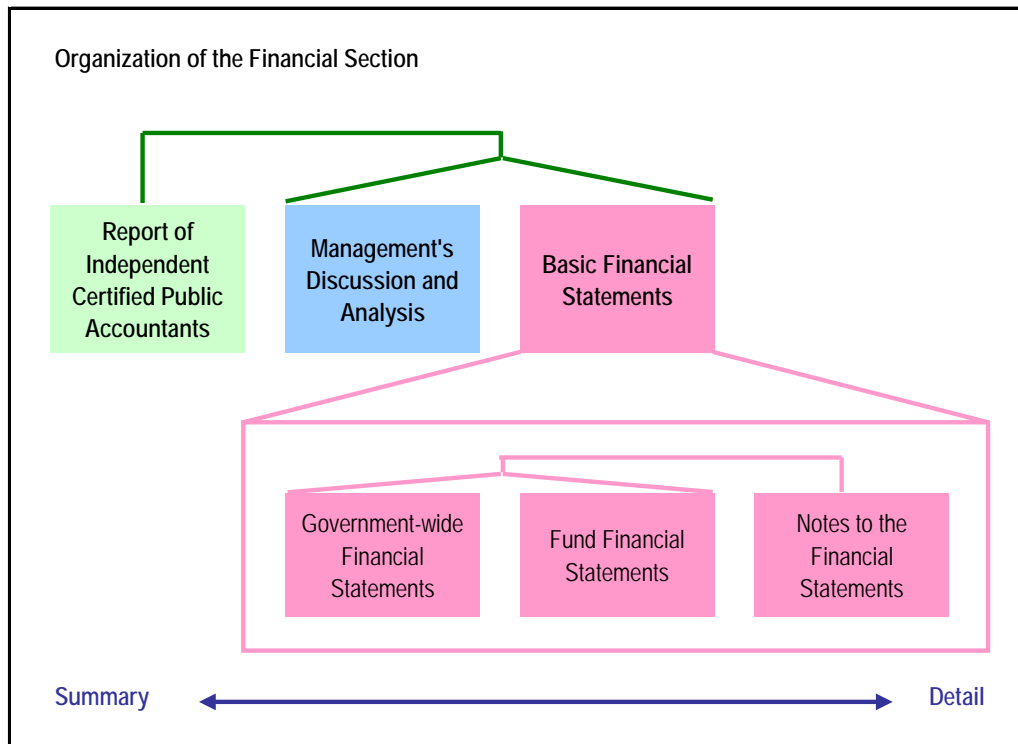 Organization of the Financial Section
Report of
Independent
Certified Public
Accountants
Management's
Discussion and
Analysis
Basic Financial
Statements
Government-wide
Financial
Statements
Fund Financial
Statements
Notes to the
Financial
Statements
Summary
Detail